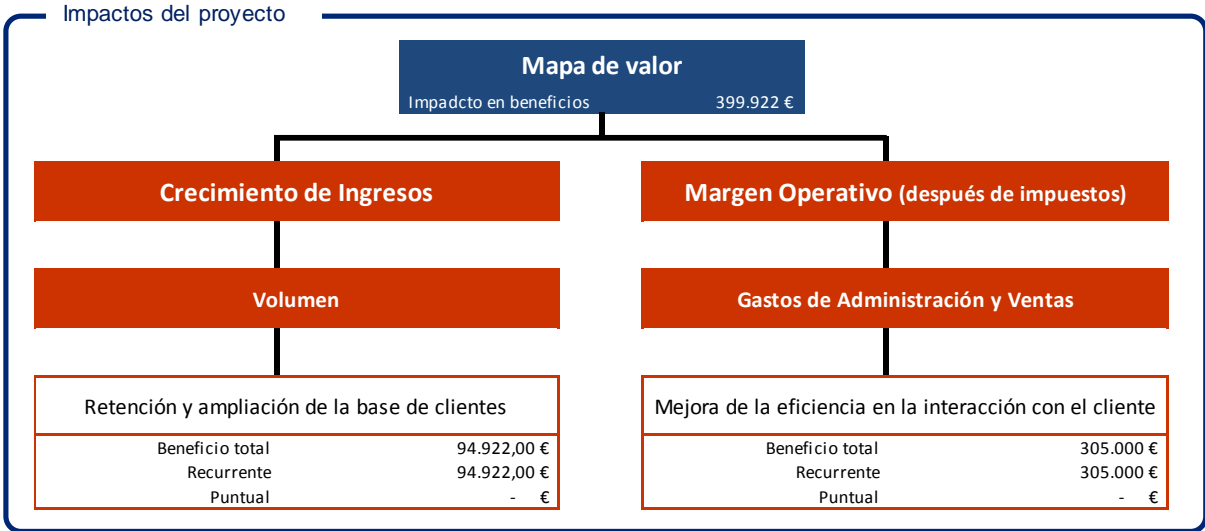 Impactos del proyecto
Mapa de valor
Impadcto en beneficios 399.922 €
Crecimiento de Ingresos
Margen Operativo (después de impuestos)
Volumen
Gastos de Administración y Ventas
Retención y ampliación de la base de clientes
Beneficio total 94.922,00 €
Recurrente 94.922,00 €
Puntual - €
Mejora de la eficiencia en la interacción con el cliente
Beneficio total 305.000 €
Recurrente 305.000 €
Puntual - €